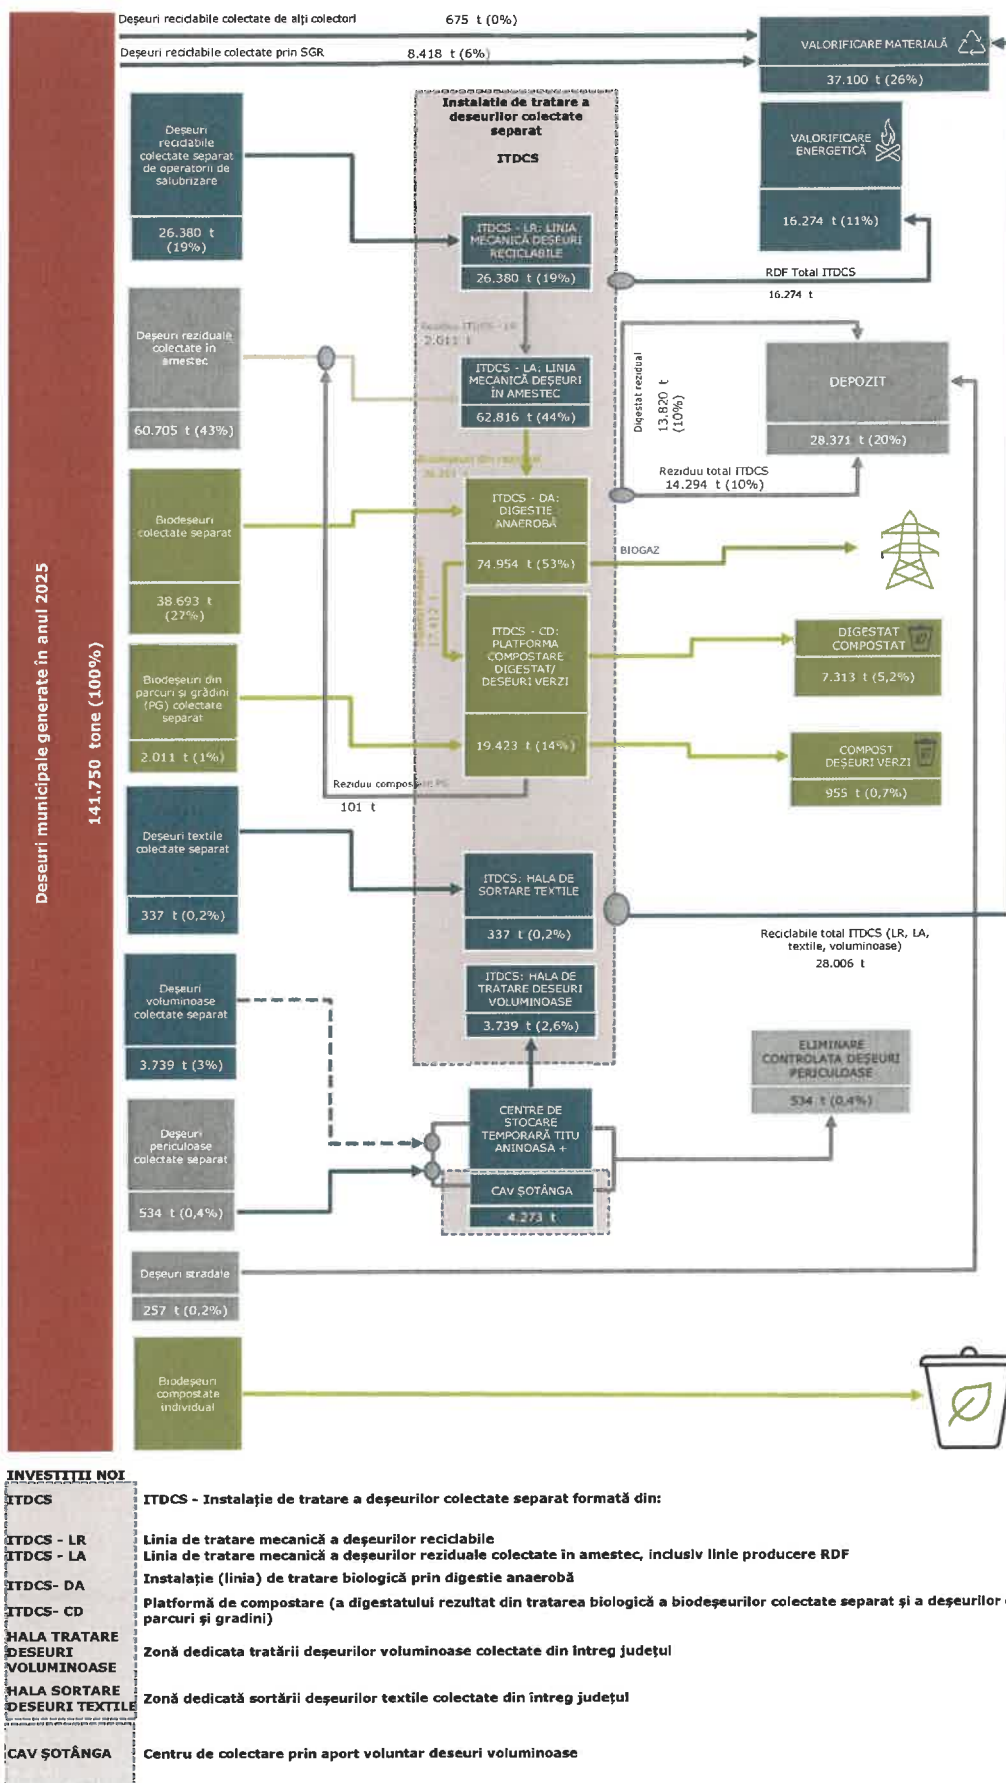 Deșeuri municipale generate în anul 2025
141.750 tone (100%)
Deșeuri reciclabile colectate de alți colectori
675 t (0%)
Deșeuri reciclabile colectate prin SGR
8.418 t (6%)
VALORIFICARE MATERIALĂ
37.100 t (26%)
Deșeuri
reciclabile
colectate separat
de operatorii de
salubrizare
26.380 t
(19%)
Instalatie de tratare a
deseurilor colectate
separat
ITDCS
VALORIFICARE
ENERGETICĂ
16.274 t (11%)
ITDCS - LR: LINIA
MECANICĂ DEȘEURI
RECICLABILE
26.380 t (19%)
RDF Total ITDCS
16.274 t
Deșeuri reziduale
colectate în
amestec
60.705 t (43%)
Reziduu ITDCS - LR
2.011 t
ITDCS - LA: LINIA
MECANICĂ DEȘEURI
ÎN AMESTEC
62.816 t (44%)
Digestat rezidual
13.820 t
(10%)
DEPOZIT
28.371 t (20%)
Reziduu total ITDCS
14.294 t (10%)
Biodeșeuri din rezidual
Biodeșeuri
colectate separat
38.693 t
(27%)
ITDCS - DA:
DIGESTIE
ANAEROBĂ
74.954 t (53%)
BIOGAZ
ITDCS - CD:
PLATFORMA
COMPOSTARE
DIGESTAT/
DESEURI VERZI
19.423 t (14%)
DIGESTAT
COMPOSTAT
7.313 t (5,2%)
Biodeșeuri din
parcuri și grădini
(PG) colectate
separat
2.011 t (1%)
COMPOST
DEȘEURI VERZI
955 t (0,7%)
Reziduu compostare PG
101 t
Deșeuri textile
colectate separat
337 t (0,2%)
ITDCS: HALA DE
SORTARE TEXTILE
337 t (0,2%)
Reciclabile total ITDCS (LR, LA,
textile, voluminoase)
28.006 t
Deșeuri
voluminoase
colectate separat
3.739 t (3%)
ITDCS: HALA DE
TRATARE DESEURI
VOLUMINOASE
3.739 t (2,6%)
ELIMINARE
CONTROLATA DEȘEURI
PERICULOASE
534 t (0,4%)
Deșeuri
periculoase
colectate separat
534 t (0,4%)
CENTRE DE
STOCARE
TEMPORARĂ TITU
ANINOASA +
CAV ȘOTÂNGA
4.273 t
Deșeuri stradale
257 t (0,2%)
Biodeșeuri
compostate
individual
INVESTIȚII NOI
ITDCS
ITDCS - Instalație de tratare a deșeurilor colectate separat formată din:
ITDCS - LR
Linia de tratare mecanică a deșeurilor reciclabile
ITDCS - LA
Linia de tratare mecanică a deșeurilor reziduale colectate în amestec, inclusiv linie producere RDF
ITDCS- DA
Instalație (linia) de tratare biologică prin digestie anaerobă
ITDCS- CD
Platformă de compostare (a digestatului rezultat din tratarea biologică a biodeșeurilor colectate separat și a deșeurilor
parcuri și gradini)
HALA TRATARE
DESEURI
VOLUMINOASE
Zonă dedicata tratării deșeurilor voluminoase colectate din întreg județul
HALA SORTARE
DESEURI TEXTILE
Zonă dedicată sortării deșeurilor textile colectate din întreg județul
CAV ȘOTÂNGA
Centru de colectare prin aport voluntar deseuri voluminoase